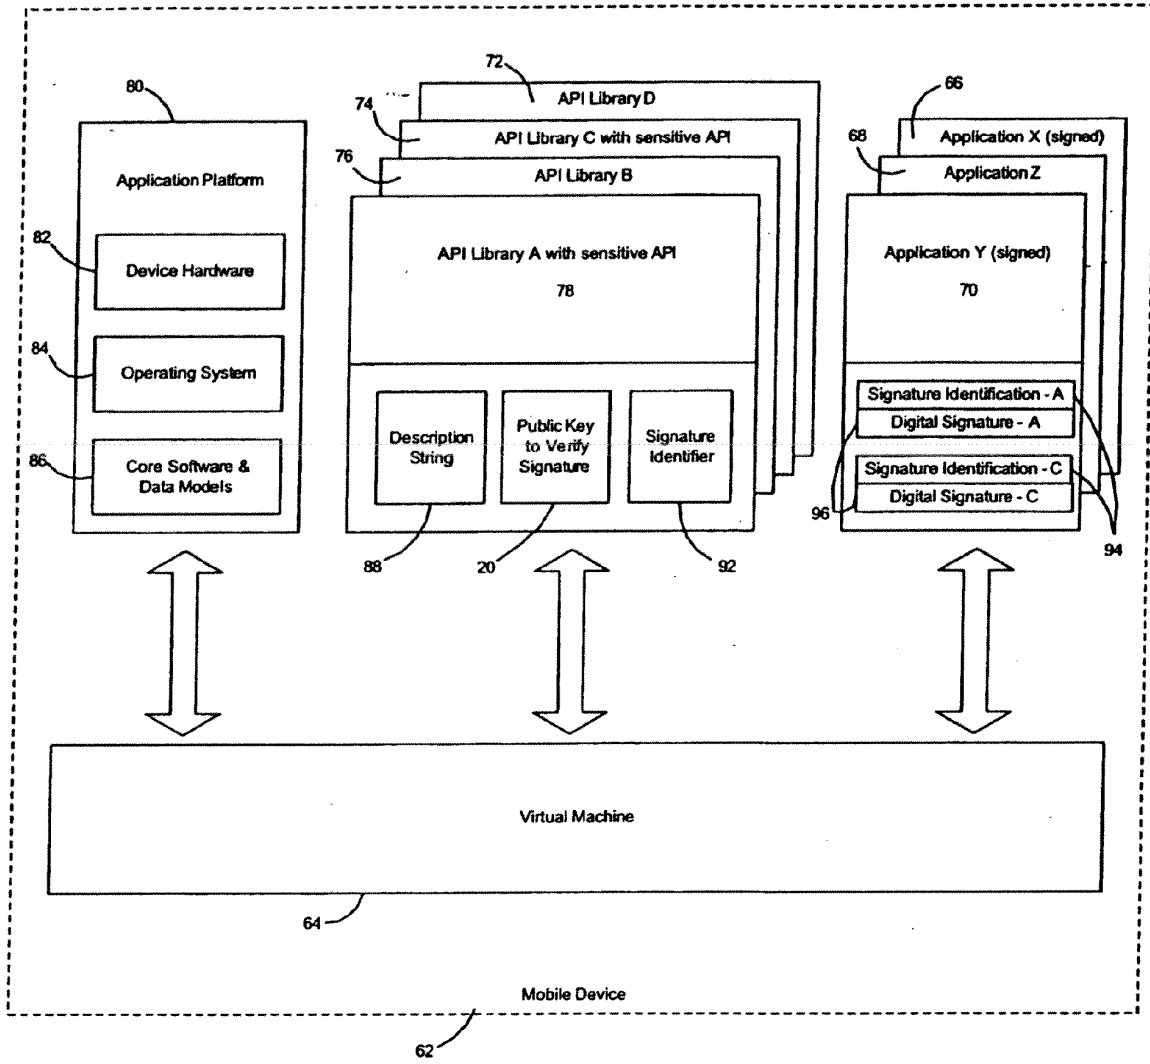 80
Application Platform
82
Device Hardware
84
Operating System
86
Core Software &
Data Models
72
API Library D
74
API Library C with sensitive API
76
API Library B
API Library A with sensitive API
78
Description
String
Public Key
to Verify
Signature
Signature
Identifier
88
20
92
66
Application X (signed)
68
Application Z
Application Y (signed)
70
Signature Identification - A
Digital Signature - A
Signature Identification - C
Digital Signature - C
96
94
Virtual Machine
64
Mobile Device
62